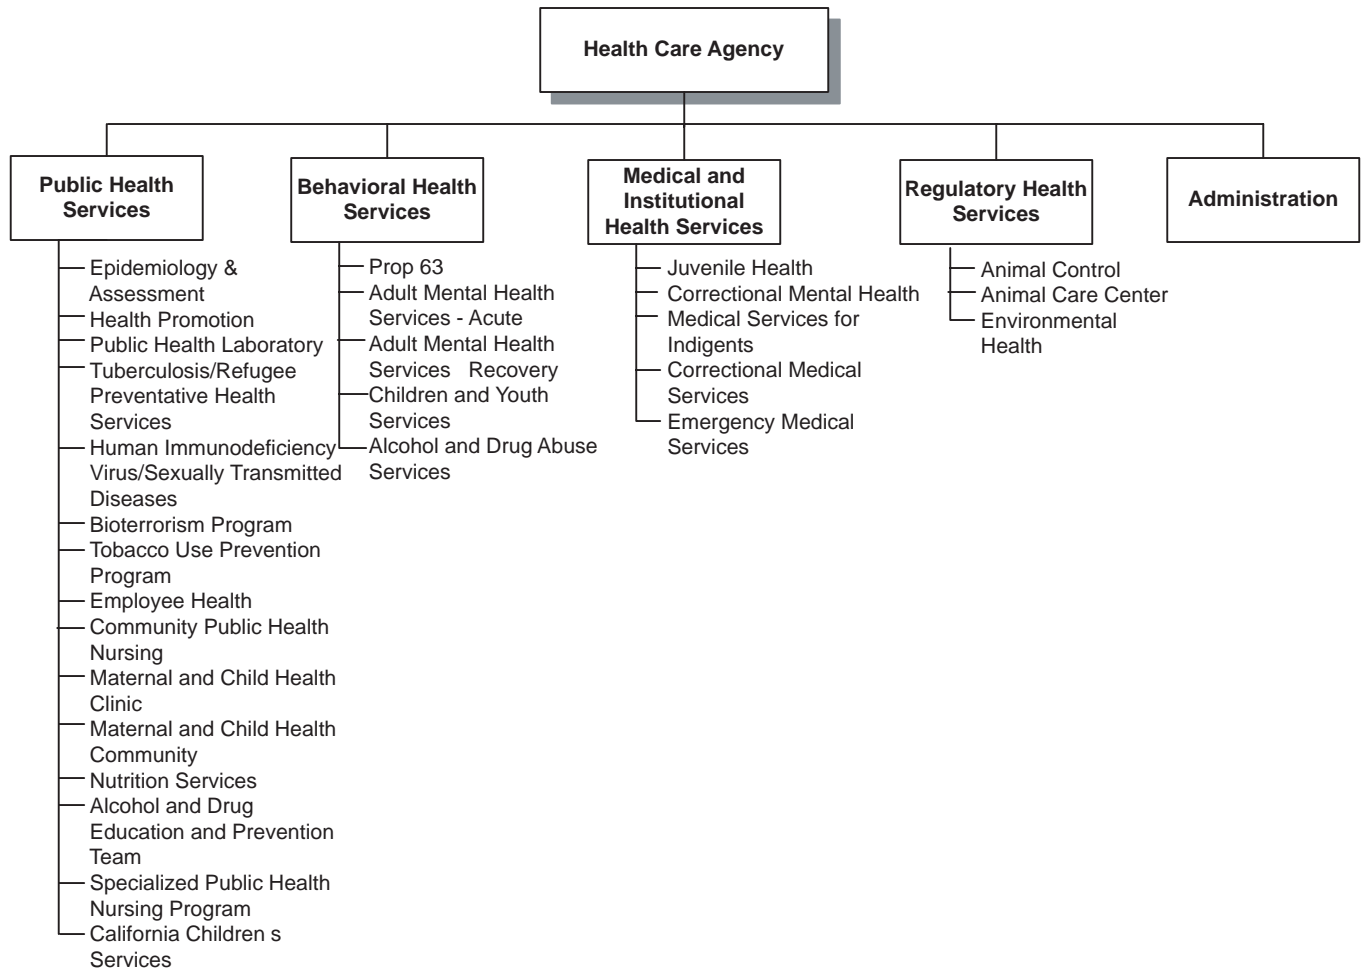 Health Care Agency
Public Health
Services
Epidemiology &
Assessment
Health Promotion
Public Health Laboratory
Tuberculosis/Refugee
Preventative Health
Services
Human Immunodeficiency
Virus/Sexually Transmitted
Diseases
Bioterrorism Program
Tobacco Use Prevention
Program
Employee Health
Community Public Health
Nursing
Maternal and Child Health
Clinic
Maternal and Child Health
Community
Nutrition Services
Alcohol and Drug
Education and Prevention
Team
Specialized Public Health
Nursing Program
California Children s
Services
Behavioral Health
Services
Prop 63
Adult Mental Health
Services - Acute
Adult Mental Health
Services Recovery
Children and Youth
Services
Alcohol and Drug Abuse
Services
Medical and
Institutional
Health Services
Juvenile Health
Correctional Mental Health
Medical Services for
Indigents
Correctional Medical
Services
Emergency Medical
Services
Regulatory Health
Services
Animal Control
Animal Care Center
Environmental
Health
Administration